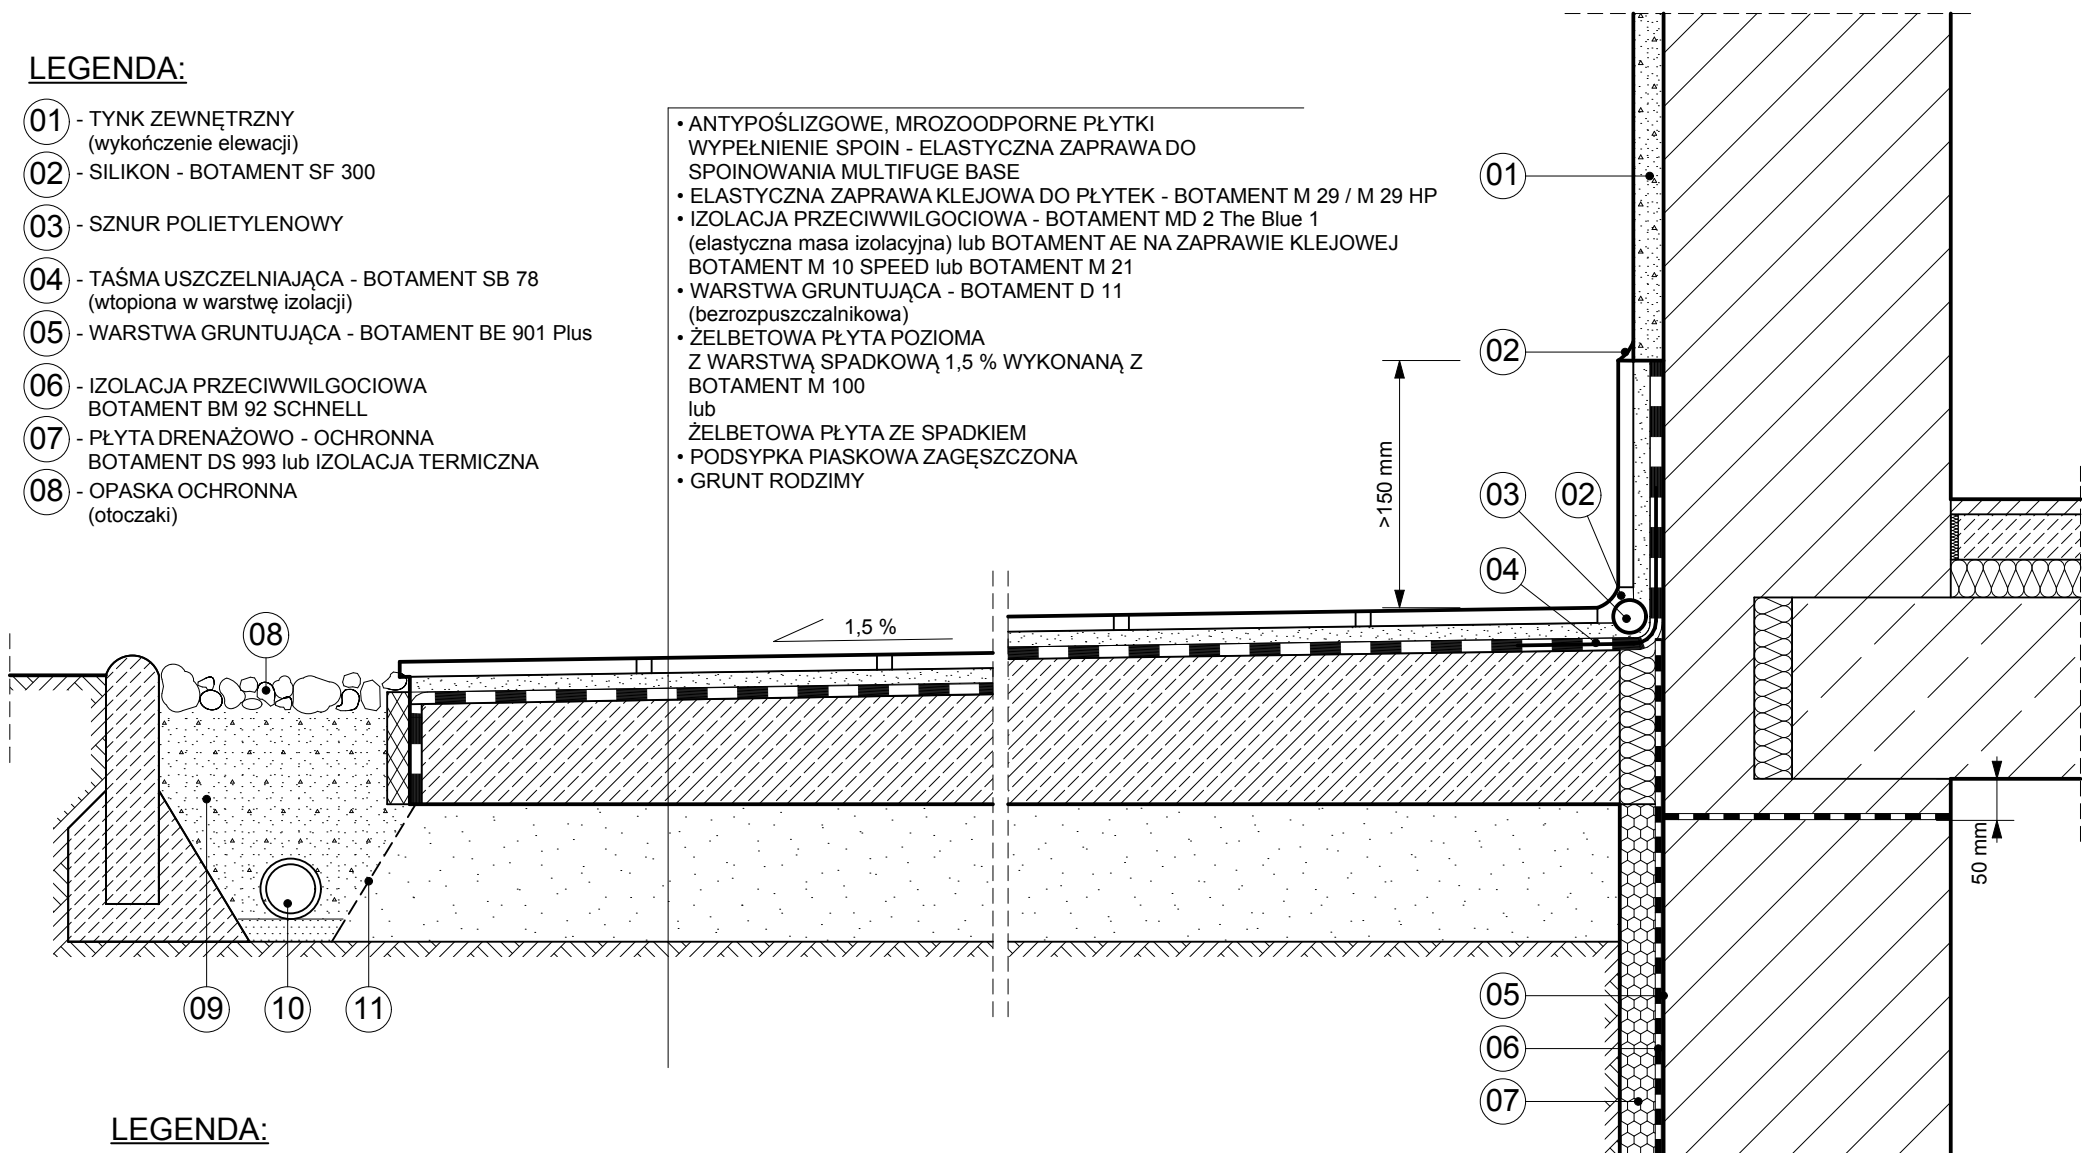 LEGENDA:
01 - TYNK ZEWNĘTRZNY
(wykończenie elewacji)
02 - SILIKON - BOTAMENT SF 300
03 - SZNUR POLIETYLENOWY
04 - TAŚMA USZCZELNIAJĄCA - BOTAMENT SB 78
(wtopiona w warstwę izolacji)
05 - WARSTWA GRUNTUJĄCA - BOTAMENT BE 901 Plus
06 - IZOLACJA PRZECIWWILGOCIOWA
BOTAMENT BM 92 SCHNELL
07 - PŁYTA DRENAŻOWO - OCHRONNA
BOTAMENT DS 993 lub IZOLACJA TERMICZNA
08 - OPASKA OCHRONNA
(otoczaki)
• ANTYPOŚLIZGOWE, MROZOODPORNE PŁYTKI
WYPEŁNIENIE SPOIN - ELASTYCZNA ZAPRAWA DO
SPOINOWANIA MULTIFUGE BASE
• ELASTYCZNA ZAPRAWA KLEJOWA DO PŁYTEK - BOTAMENT M 29 / M 29 HP
• IZOLACJA PRZECIWWILGOCIOWA - BOTAMENT MD 2 The Blue 1
(elastyczna masa izolacyjna) lub BOTAMENT AE NA ZAPRAWIE KLEJOWEJ
BOTAMENT M 10 SPEED lub BOTAMENT M 21
• WARSTWA GRUNTUJĄCA - BOTAMENT D 11
(bezrozpuszczalnikowa)
• ŻELBETOWA PŁYTA POZIOMA
Z WARSTWĄ SPADKOWĄ 1,5 % WYKONANĄ Z
BOTAMENT M 100
lub
ŻELBETOWA PŁYTA ZE SPADKIEM
• PODSYPKA PIASKOWA ZAGĘSZCZONA
• GRUNT RODZIMY
01
02
>150 mm
03 02
04
08
1,5 %
50 mm
09 10 11
05
06
07
LEGENDA: